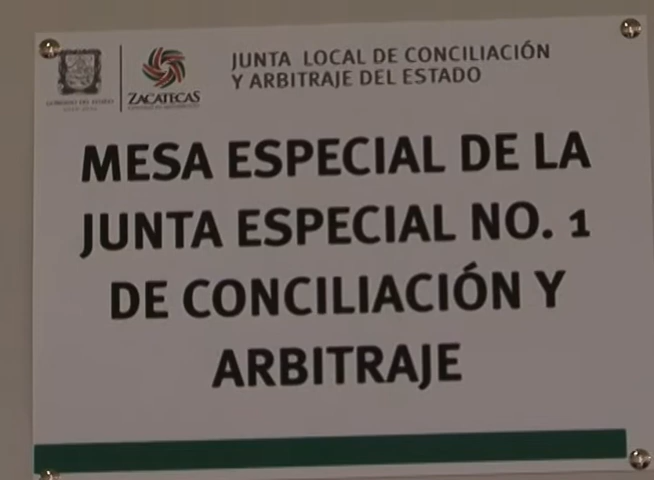 JUNTA LOCAL DE CONCILIACIÓN
Y ARBITRAJE DEL ESTADO
ZACATECAS
MESA ESPECIAL DE LA
JUNTA ESPECIAL NO. 1
DE CONCILIACIÓN Y
ARBITRAJE